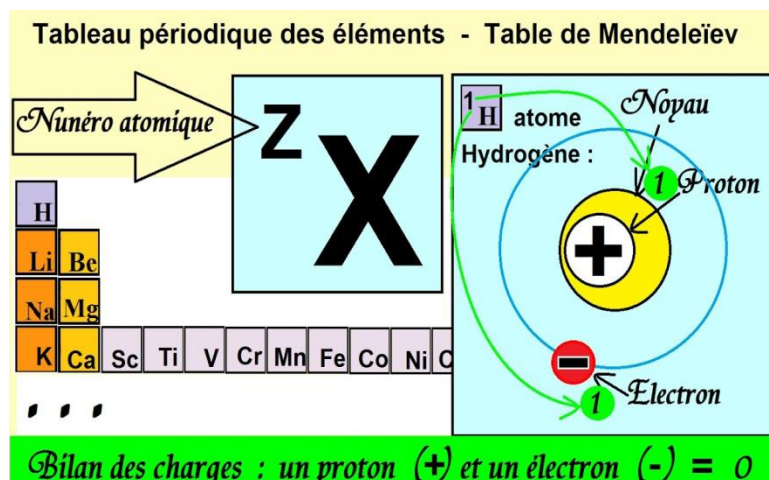 Tableau périodique des éléments - Table de Mendeleïev
Nunéro atomique
Z
X
1
H atome
Hydrogène :
Noyau
1
Proton
+
−
1
Electron
H
Li Be
Na Mg
K Ca Sc Ti V Cr Mn Fe Co Ni C
...
Bilan des charges : un proton (+) et un électron (-) = 0